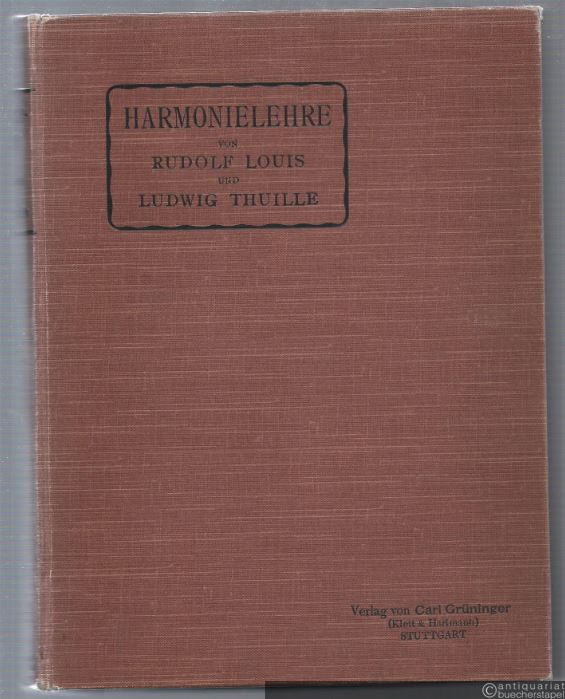 HARMONIELEHRE
VON
RUDOLF LOUIS
UND
LUDWIG THUILLE
Verlag von Carl Grüninger
(Klett & Hartmann)
STUTTGART
©antiquariat
buecherstapel